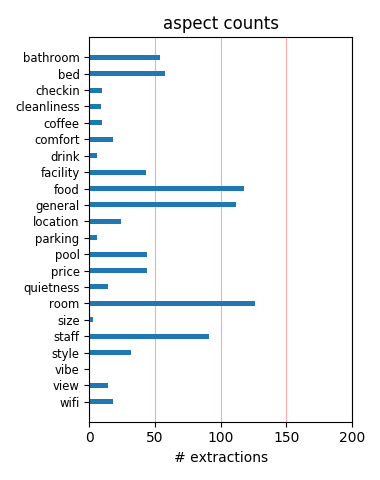 aspect counts
bathroom
bed
checkin
cleanliness
coffee
comfort
drink
facility
food
general
location
parking
pool
price
quietness
room
size
staff
style
vibe
view
wifi
0 50 100 150 200
# extractions